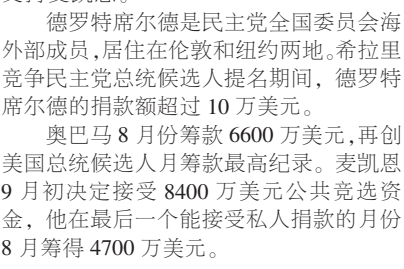 德罗特席尔德是民主党全国委员会海
外部成员,居住在伦敦和纽约两地。希拉里
竞争民主党总统候选人提名期间，德罗特
席尔德的捐款额超过 10 万美元。
奥巴马 8 月份筹款 6600 万美元,再创
美国总统候选人月筹款最高纪录。麦凯恩
9 月初决定接受 8400 万美元公共竞选资
金，他在最后一个能接受私人捐款的月份
8 月筹得 4700 万美元。